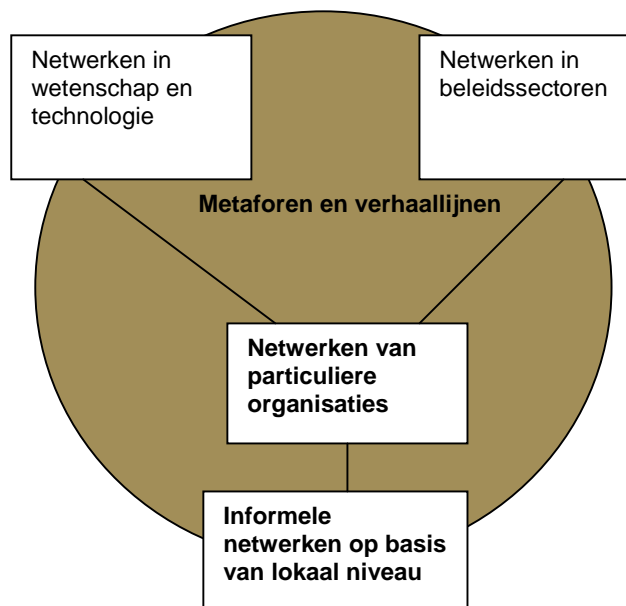 Netwerken in
wetenschap en
technologie
Netwerken in
beleidssectoren
Metaforen en verhaallijnen
Netwerken van
particuliere
organisaties
Informele
netwerken op basis
van lokaal niveau